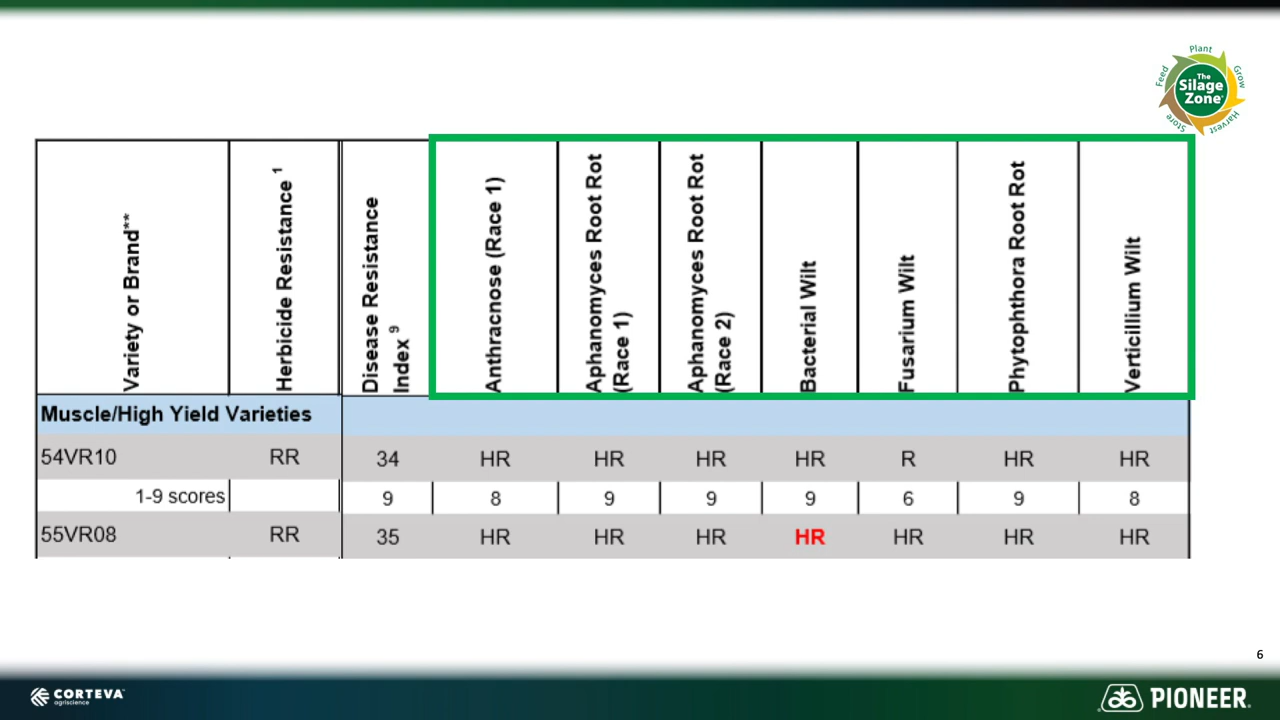 Plant
Feed
Grow
The
Silage
Zone
Store
Harvest
Variety or Brand**
Herbicide Resistance 1
Disease Resistance
Index 9
Anthracnose (Race 1)
Aphanomyces Root Rot
(Race 1)
Aphanomyces Root Rot
(Race 2)
Bacterial Wilt
Fusarium Wilt
Phytophthora Root Rot
Verticillium Wilt
Muscle/High Yield Varieties
54VR10 RR 34 HR HR HR HR R HR HR
1-9 scores 9 8 9 9 9 6 9 8
55VR08 RR 35 HR HR HR HR HR HR HR
6
CORTEVA
agriscience
PIONEER